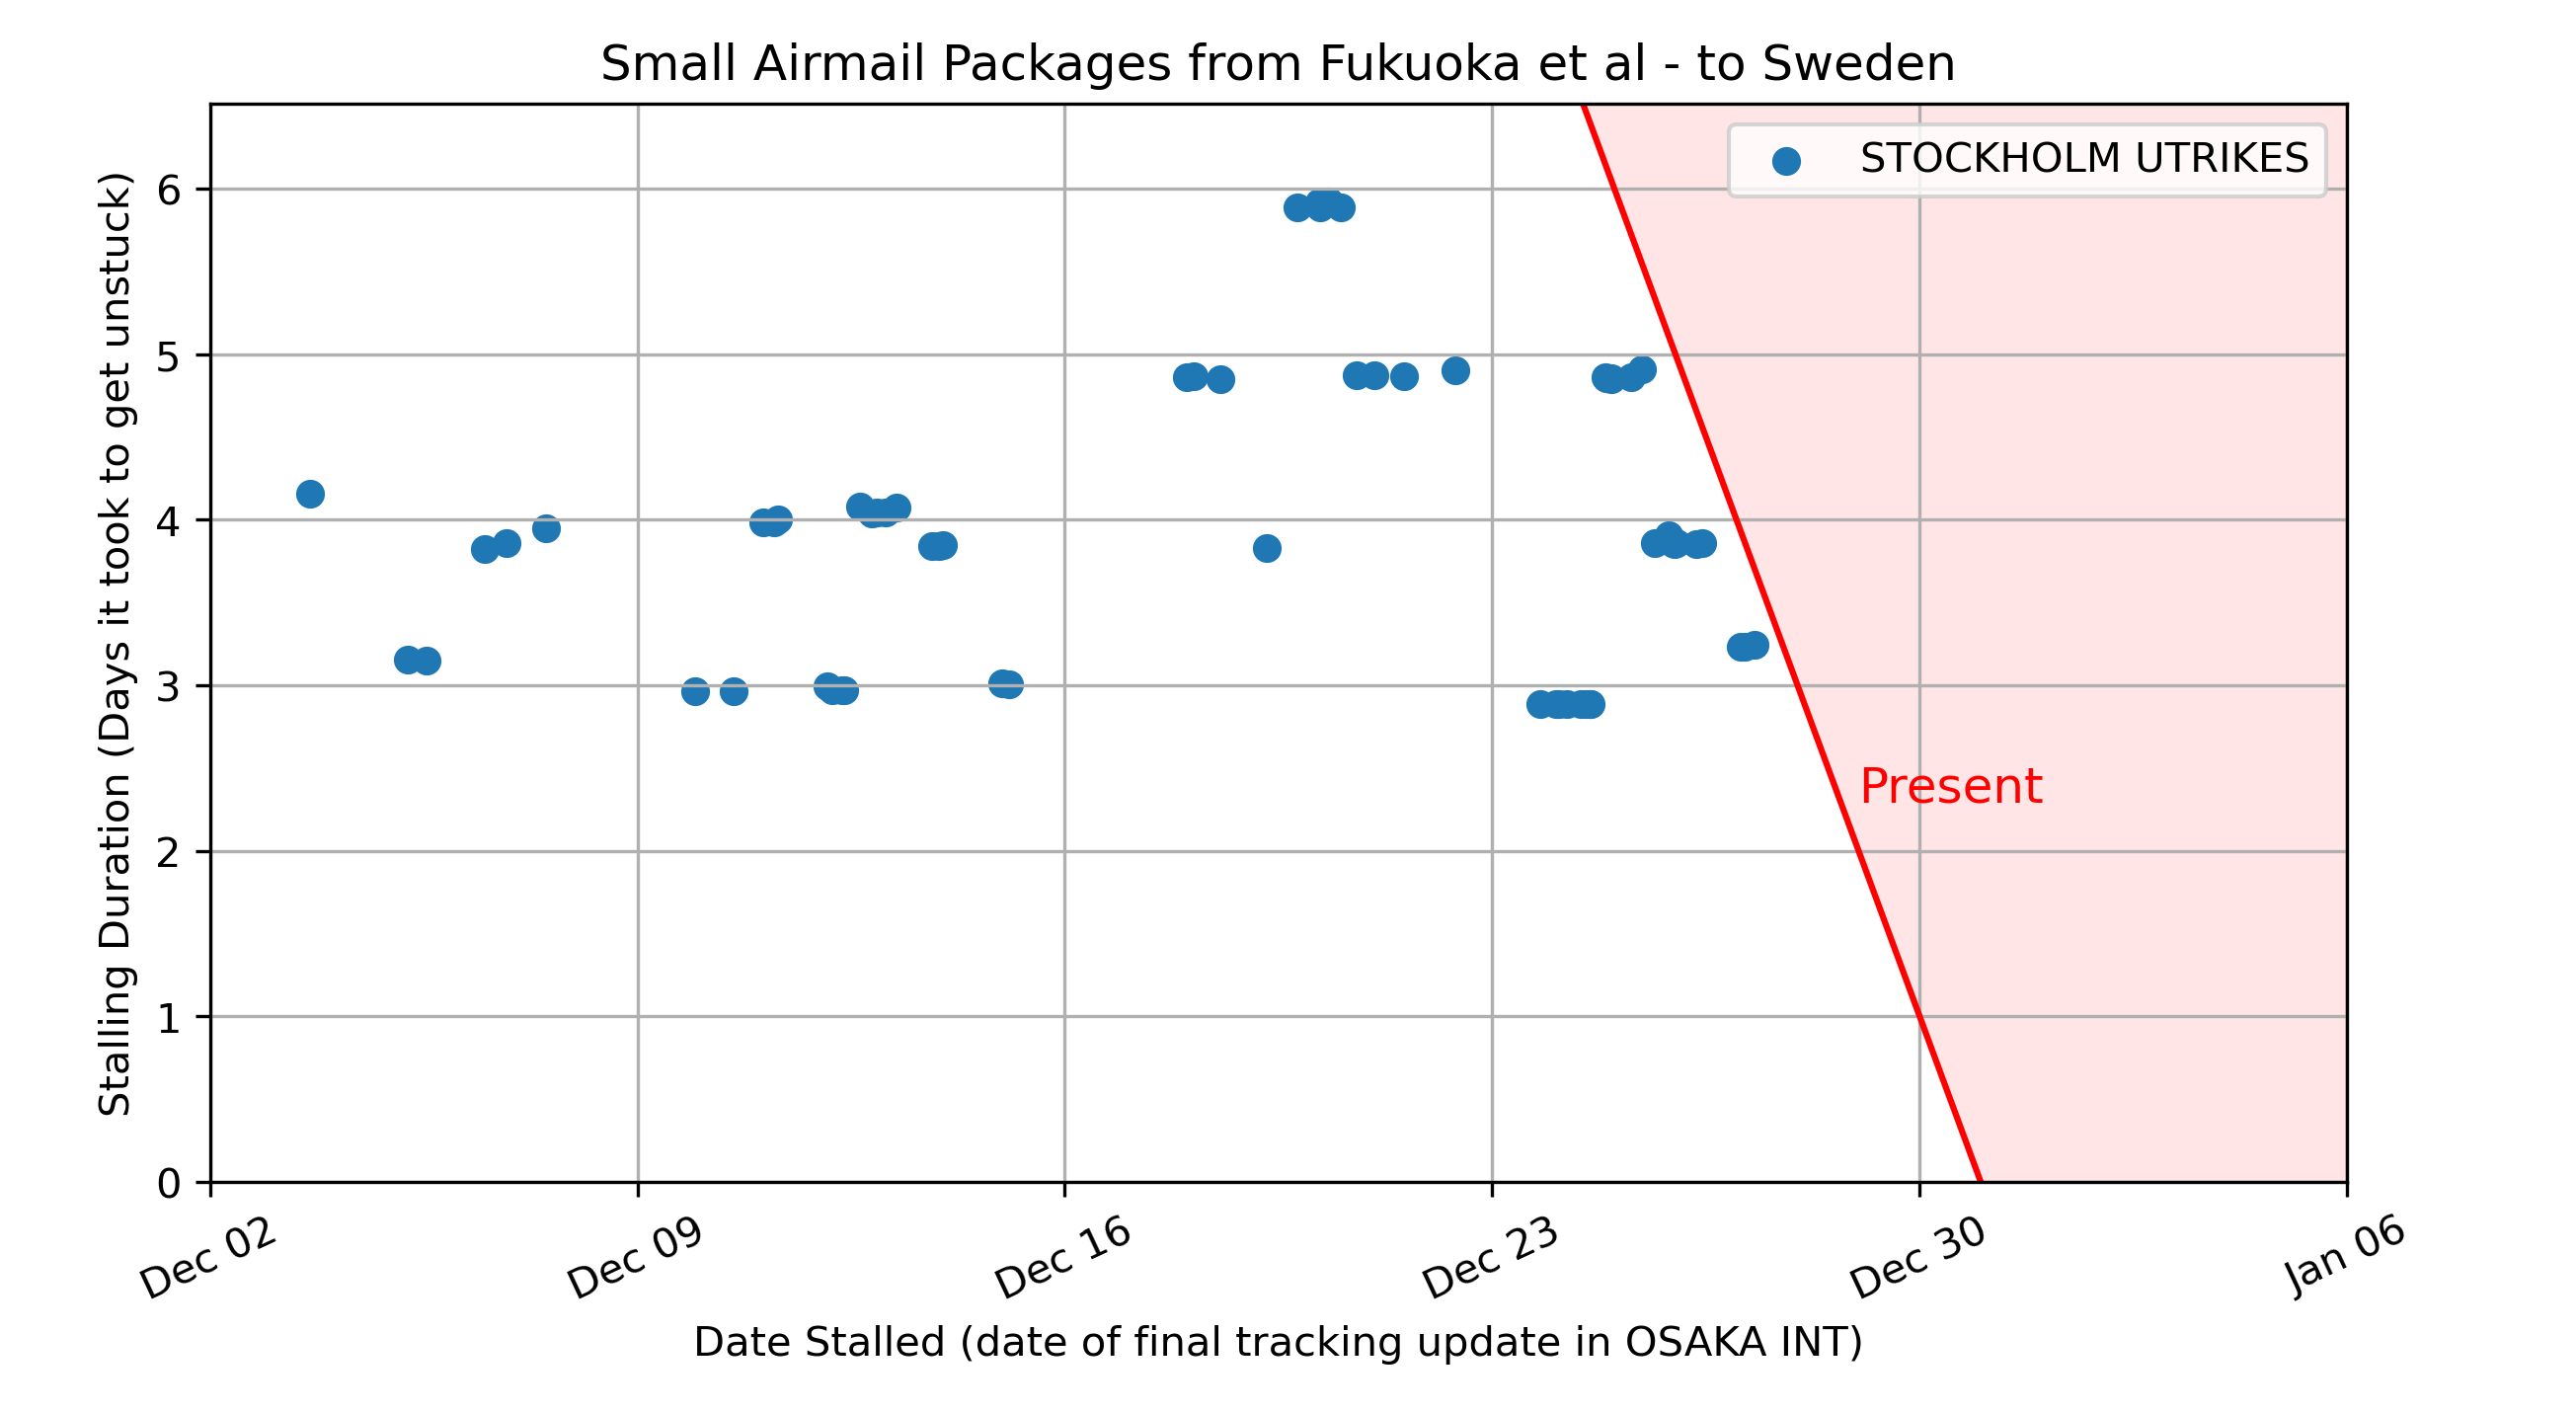 Small Airmail Packages from Fukuoka et al - to Sweden
STOCKHOLM UTRIKES
Stalling Duration (Days it took to get unstuck)
6
5
4
3
2
1
0
Present
Dec 02
Dec 09
Dec 16
Dec 23
Dec 30
Jan 06
Date Stalled (date of final tracking update in OSAKA INT)